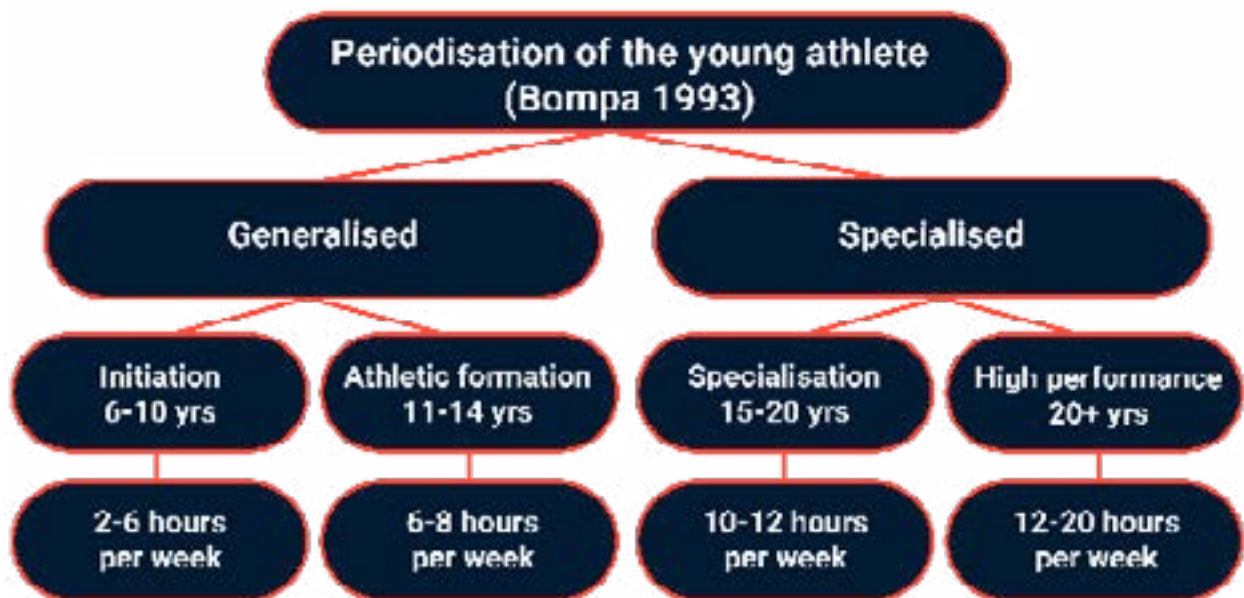 Periodisation of the young athlete
(Bompa 1993)
Generalised
Specialised
Initiation
6-10 yrs
Athletic formation
11-14 yrs
Specialisation
15-20 yrs
High performance
20+ yrs
2-6 hours
per week
6-8 hours
per week
10-12 hours
per week
12-20 hours
per week